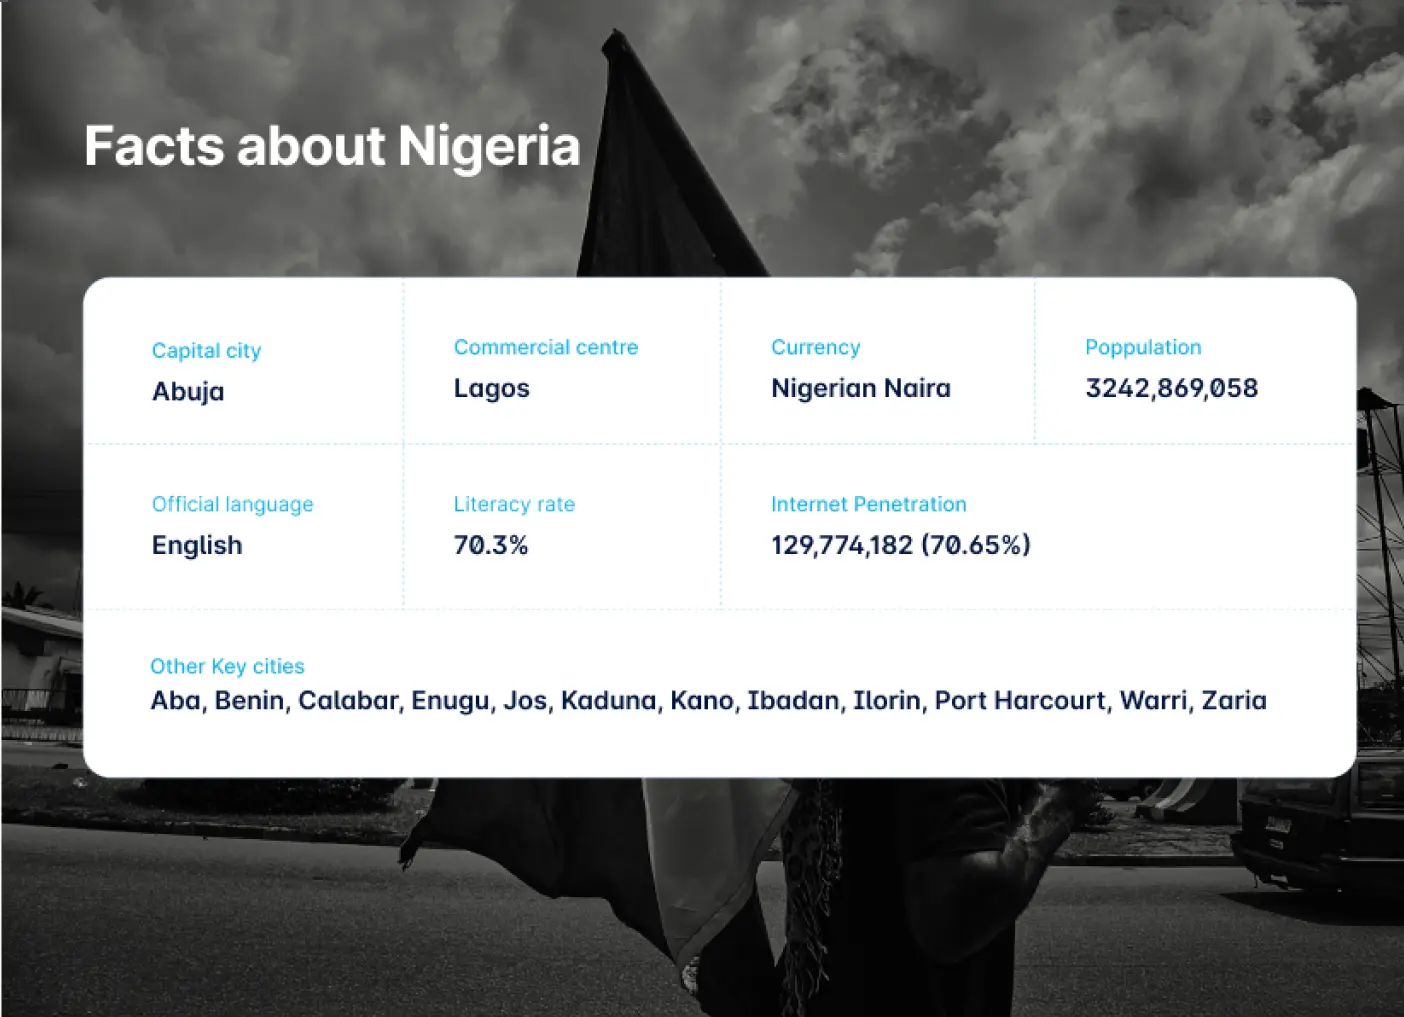 Facts about Nigeria
Capital city
Abuja
Commercial centre
Lagos
Currency
Nigerian Naira
Poppulation
3242,869,058
Official language
English
Literacy rate
70.3%
Internet Penetration
129,774,182 (70.65%)
Other Key cities
Aba, Benin, Calabar, Enugu, Jos, Kaduna, Kano, Ibadan, Ilorin, Port Harcourt, Warri, Zaria